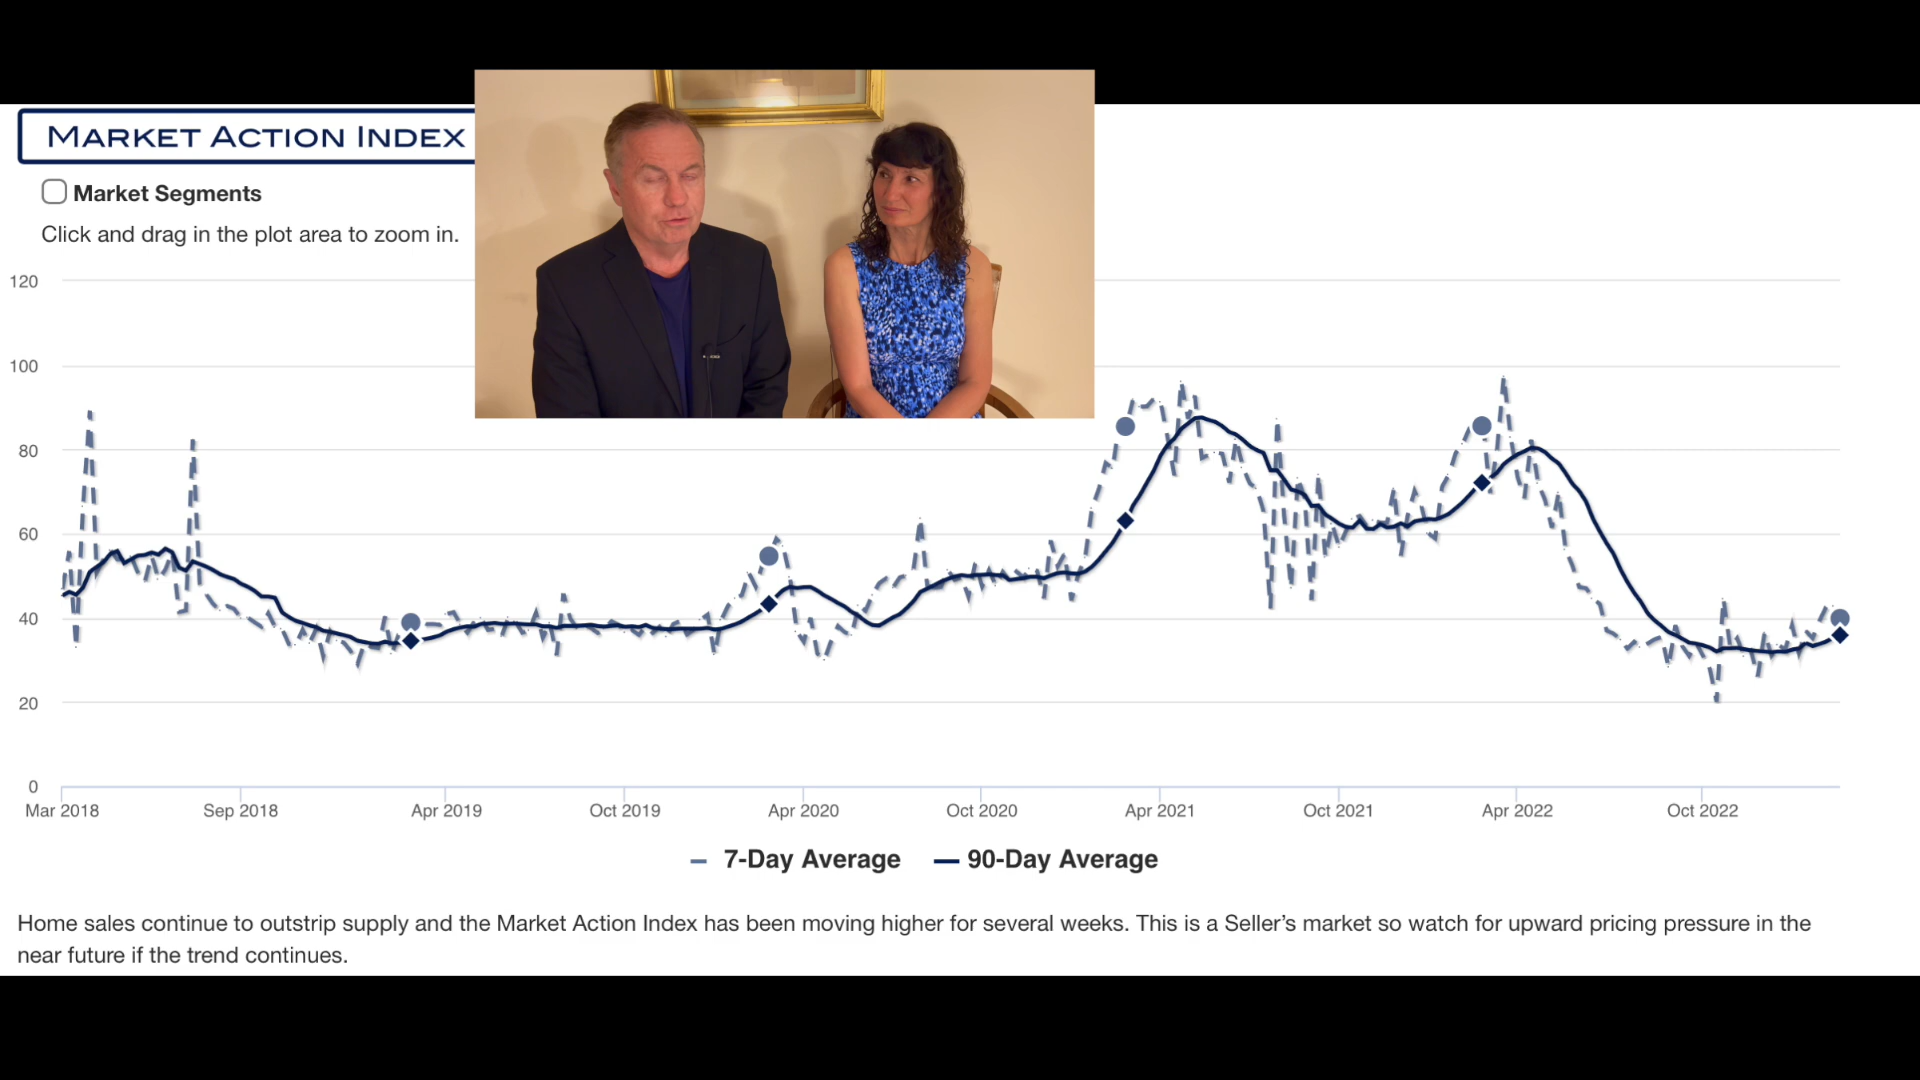 MARKET ACTION INDEX
Market Segments
Click and drag in the plot area to zoom in.
120
100
80
60
40
20
0
Mar 2018 Sep 2018 Apr 2019 Oct 2019 Apr 2020 Oct 2020 Apr 2021 Oct 2021 Apr 2022 Oct 2022
7-Day Average 90-Day Average
Home sales continue to outstrip supply and the Market Action Index has been moving higher for several weeks. This is a Seller’s market so watch for upward pricing pressure in the
near future if the trend continues.